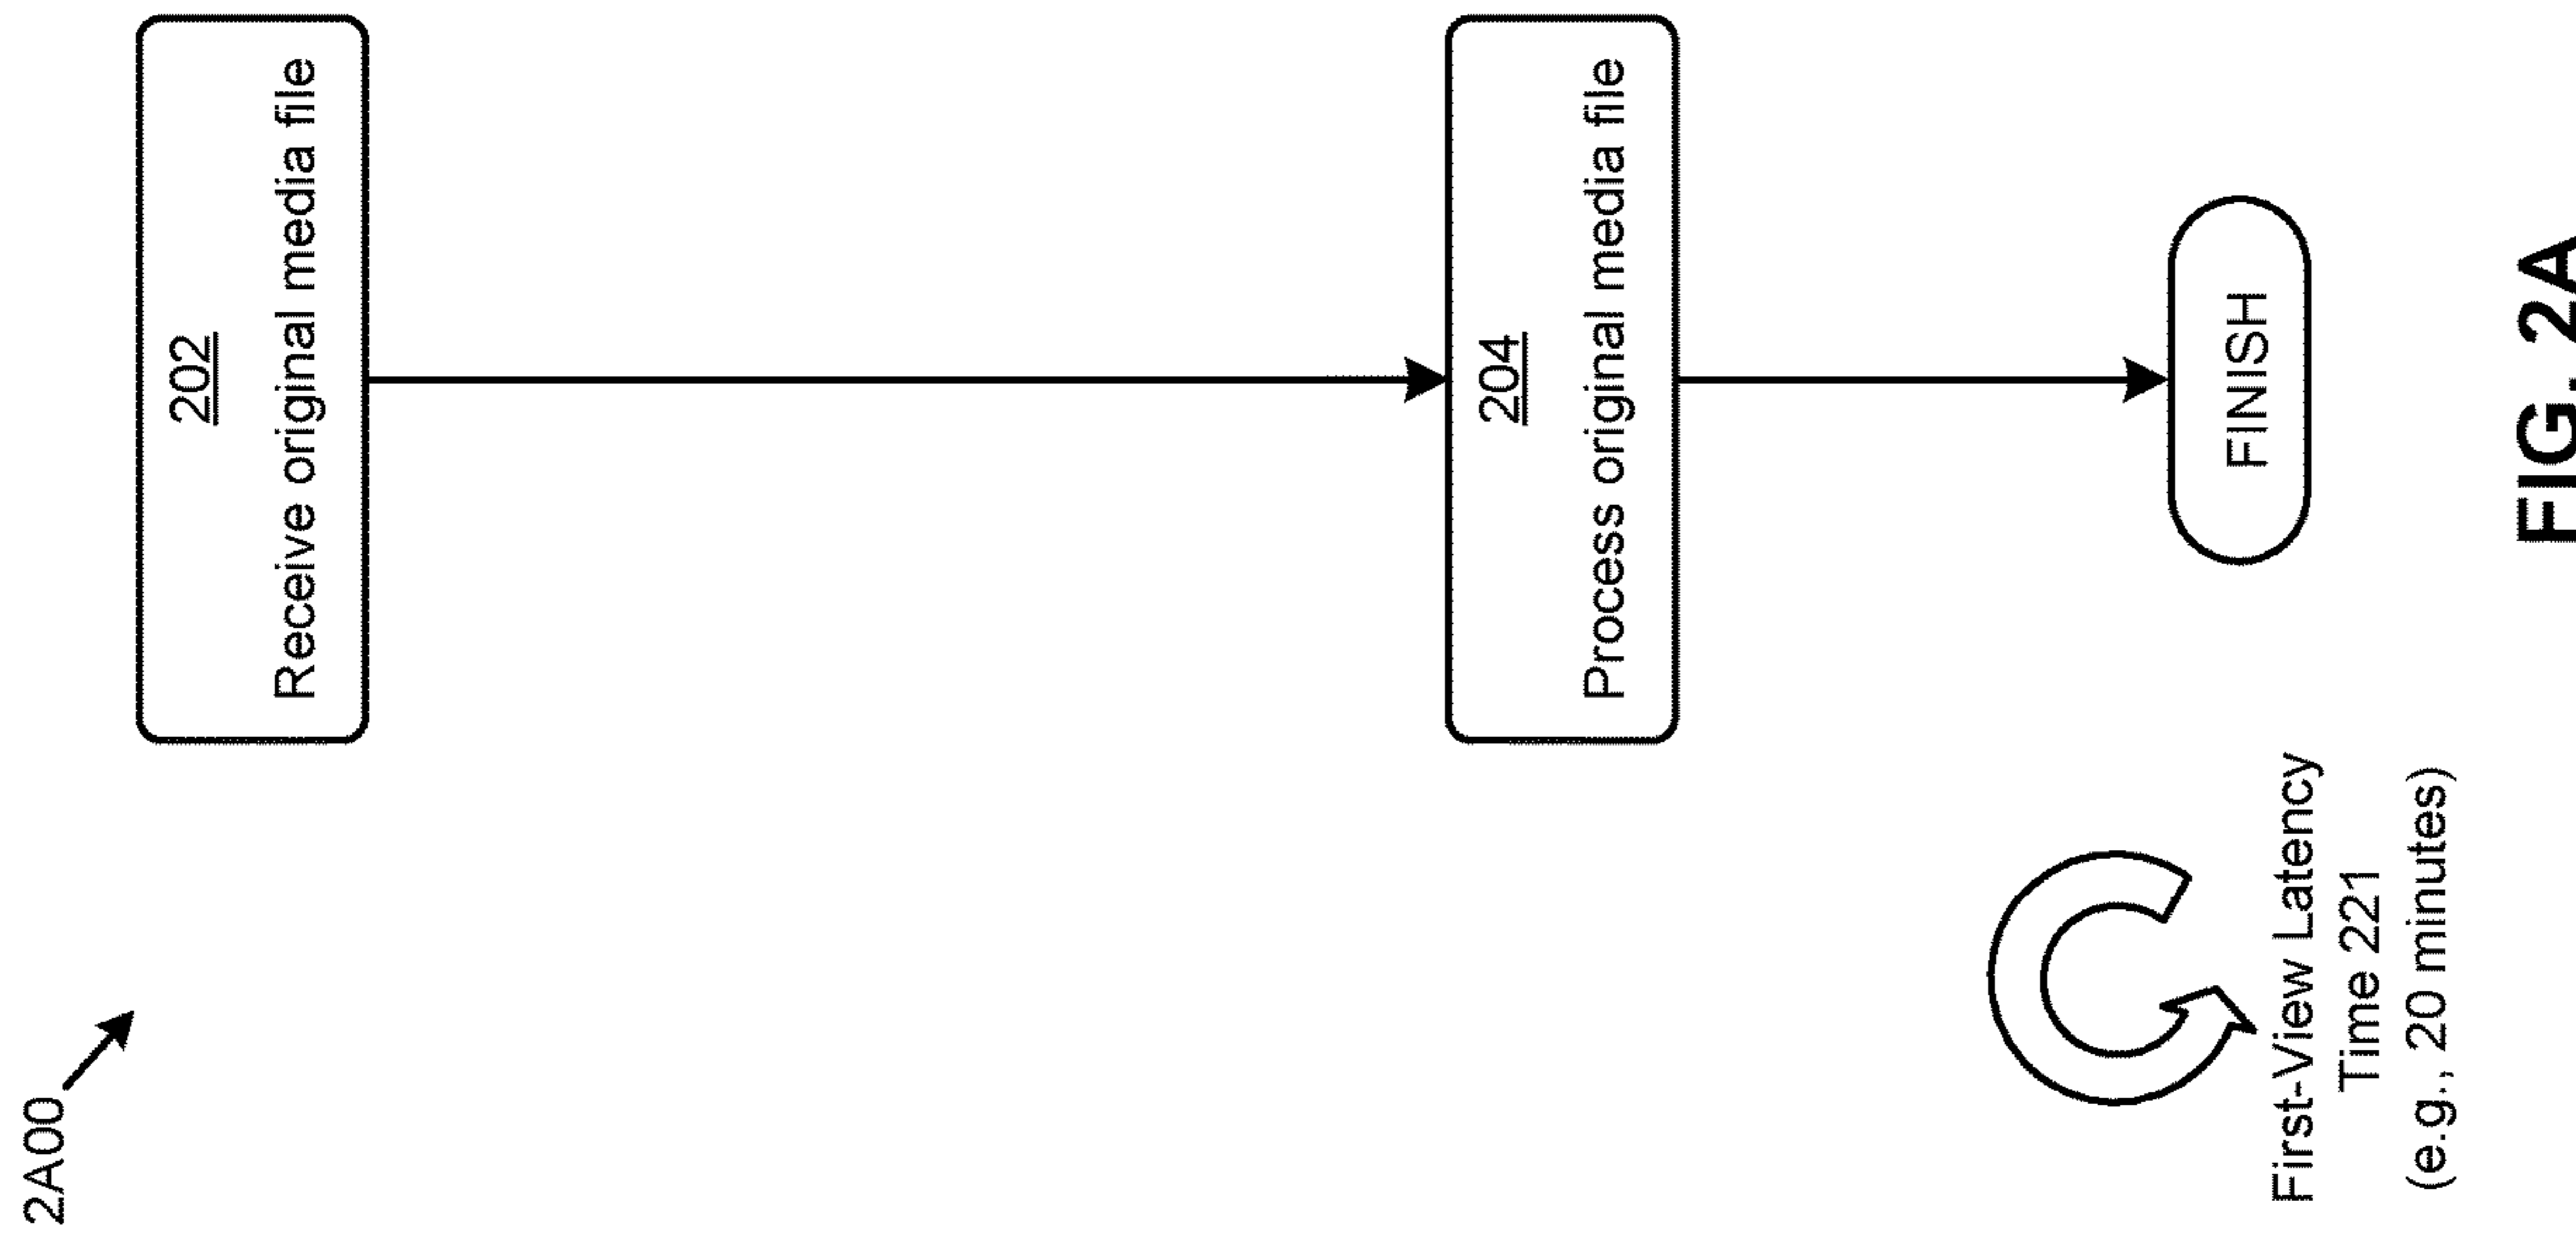 2A00
202
Receive original media file
204
Process original media file
First-View Latency
Time 221
(e.g., 20 minutes)
FINISH
FIG. 2A